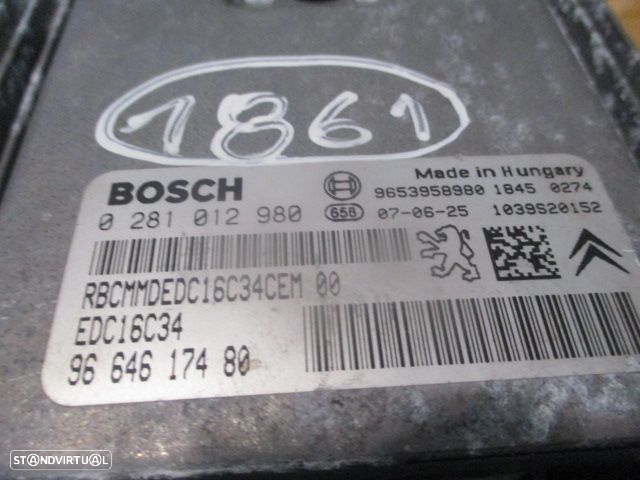 1861
BOSCH
Made in Hungary
9653958980 1845 0274
0 281 012 980 658 07-06-25 1039S20152
RBCMMDEDC16C34CEM 00
EDC16C34
96 646 174 80
STANDVIRTUAL